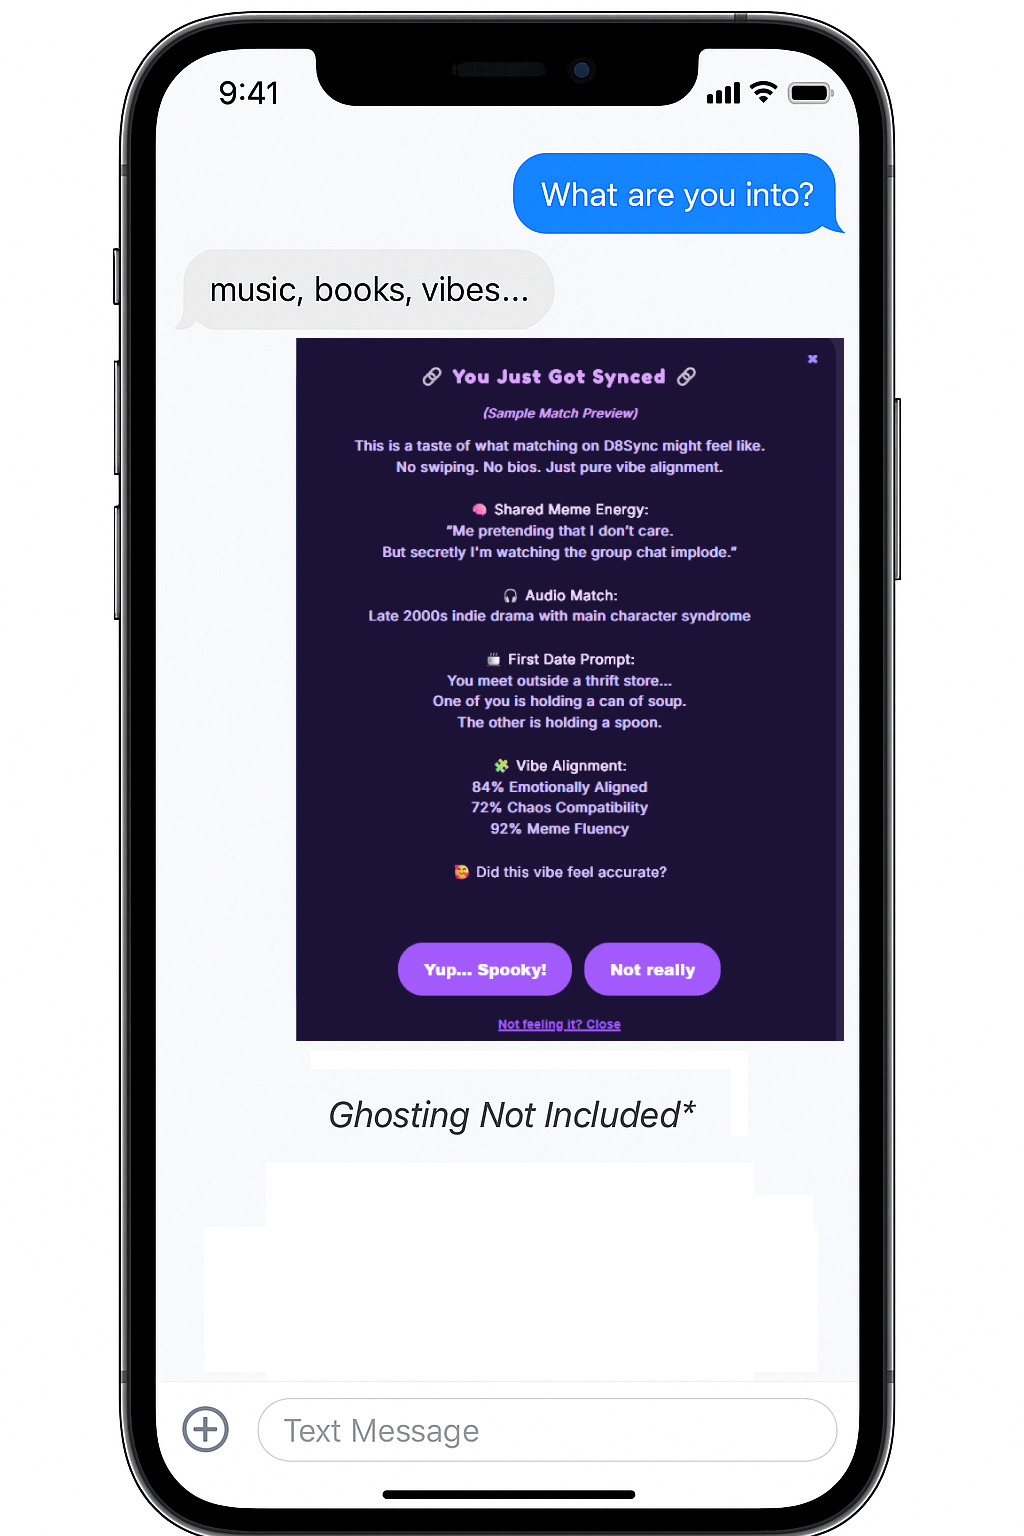 9:41
What are you into?
music, books, vibes...
You Just Got Synced
(Sample Match Preview)
This is a taste of what matching on D8Sync might feel like.
No swiping. No bios. Just pure vibe alignment.
Shared Meme Energy:
"Me pretending that I don't care.
But secretly I'm watching the group chat implode."
Audio Match:
Late 2000s indie drama with main character syndrome
First Date Prompt:
You meet outside a thrift store...
One of you is holding a can of soup.
The other is holding a spoon.
Vibe Alignment:
84% Emotionally Aligned
72% Chaos Compatibility
92% Meme Fluency
Did this vibe feel accurate?
Yup... Spooky!
Not really
Not feeling it? Close
Ghosting Not Included*
Text Message